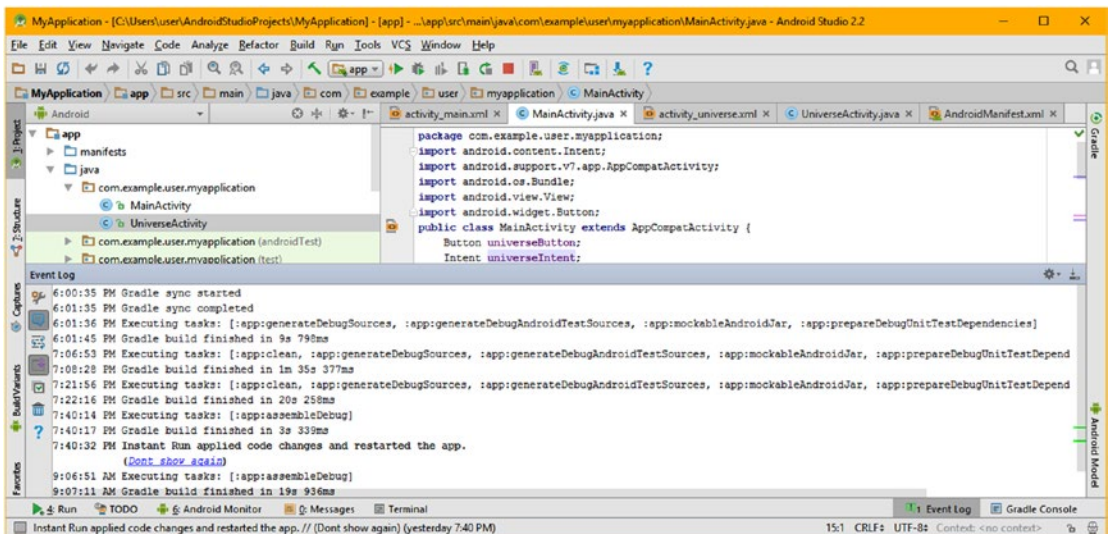 MyApplication - [C:\Users\user\AndroidStudioProjects\MyApplication] - [app] - ...\app\src\main\java\com\example\user\myapplication\MainActivity.java - Android Studio 2.2
File Edit View Navigate Code Analyze Refactor Build Run Tools VCS Window Help
app
MyApplication app src main java com example user myapplication MainActivity
Android
activity_main.xml MainActivity.java activity_universe.xml UniverseActivity.java AndroidManifest.xml
1: Project
2: Structure
Captures
Build Variants
Favorites
app
manifests
java
com.example.user.myapplication
MainActivity
UniverseActivity
com.example.user.myapplication (androidTest)
com.example.user.myapplication (test)
package com.example.user.myapplication;
import android.content.Intent;
import android.support.v7.app.AppCompatActivity;
import android.os.Bundle;
import android.view.View;
import android.widget.Button;
public class MainActivity extends AppCompatActivity {
Button universeButton;
Intent universeIntent;
Gradle
Android Model
Event Log
6:00:35 PM Gradle sync started
6:01:35 PM Gradle sync completed
6:01:36 PM Executing tasks: [:app:generateDebugSources, :app:generateDebugAndroidTestSources, :app:mockableAndroidJar, :app:prepareDebugUnitTestDependencies]
6:01:45 PM Gradle build finished in 9s 798ms
7:06:53 PM Executing tasks: [:app:clean, :app:generateDebugSources, :app:generateDebugAndroidTestSources, :app:mockableAndroidJar, :app:prepareDebugUnitTestDepend
7:08:28 PM Gradle build finished in 1m 35s 377ms
7:21:56 PM Executing tasks: [:app:clean, :app:generateDebugSources, :app:generateDebugAndroidTestSources, :app:mockableAndroidJar, :app:prepareDebugUnitTestDepend
7:22:16 PM Gradle build finished in 20s 258ms
7:40:14 PM Executing tasks: [:app:assembleDebug]
7:40:17 PM Gradle build finished in 3s 339ms
7:40:32 PM Instant Run applied code changes and restarted the app.
(Dont show again)
9:06:51 AM Executing tasks: [:app:assembleDebug]
9:07:11 AM Gradle build finished in 19s 936ms
4: Run TODO 6: Android Monitor 0: Messages Terminal 1 Event Log Gradle Console
Instant Run applied code changes and restarted the app. // (Dont show again) (yesterday 7:40 PM) 15:1 CRLF UTF-8 Context: <no context>